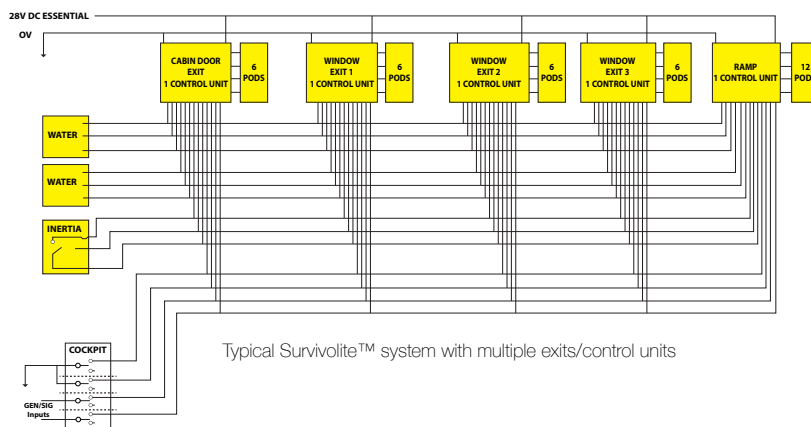 28V DC ESSENTIAL
OV
CABIN DOOR
EXIT
1 CONTROL UNIT
6
PODS
WINDOW
EXIT 1
1 CONTROL UNIT
6
PODS
WINDOW
EXIT 2
1 CONTROL UNIT
6
PODS
WINDOW
EXIT 3
1 CONTROL UNIT
6
PODS
RAMP
1 CONTROL UNIT
12
POD
WATER
WATER
INERTIA
COCKPIT
GEN/SIG
Inputs
Typical Survivolite™ system with multiple exits/control units